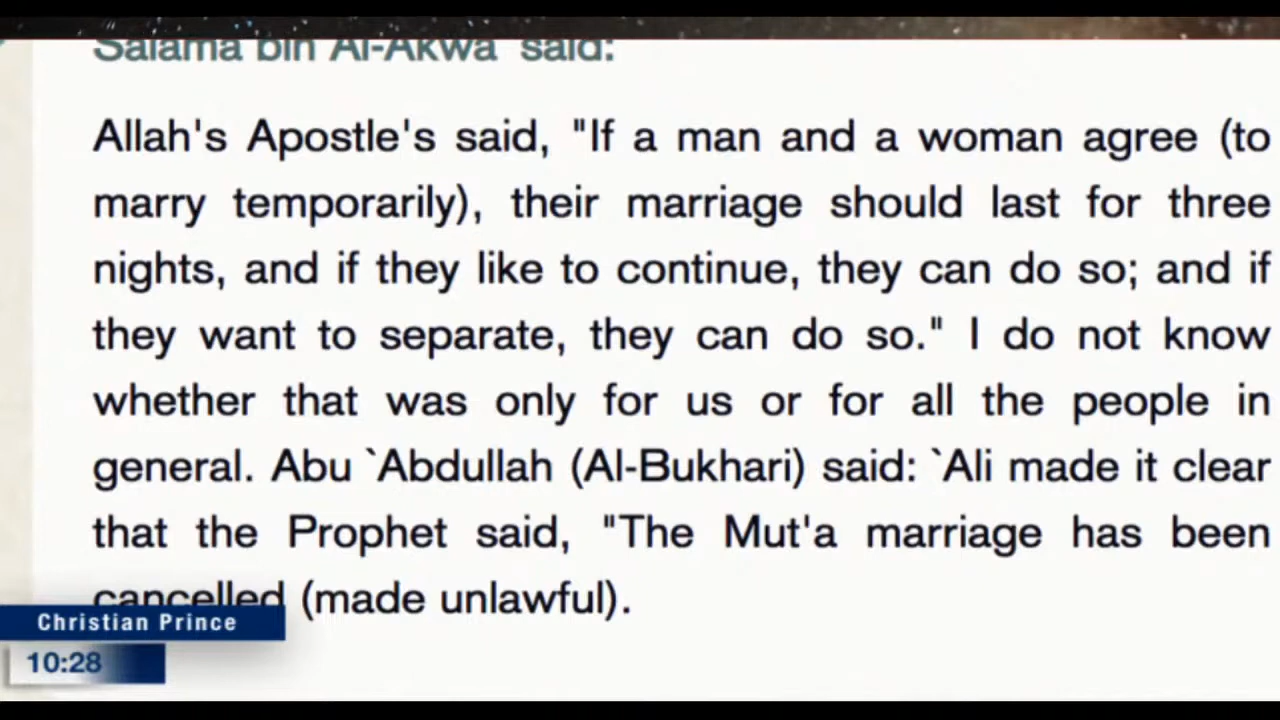 Salama bin Al-Akwa` said:
Allah's Apostle's said, "If a man and a woman agree (to
marry temporarily), their marriage should last for three
nights, and if they like to continue, they can do so; and if
they want to separate, they can do so." I do not know
whether that was only for us or for all the people in
general. Abu `Abdullah (Al-Bukhari) said: `Ali made it clear
that the Prophet said, "The Mut'a marriage has been
cancelled (made unlawful).
Christian Prince
10:28